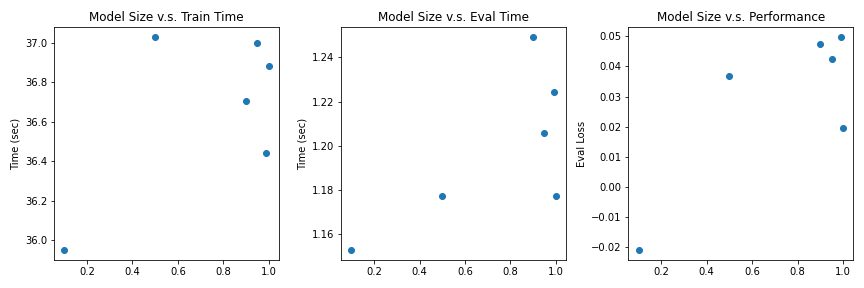 Model Size v.s. Train Time
Time (sec)
37.0
36.8
36.6
36.4
36.2
36.0
0.2 0.4 0.6 0.8 1.0
Model Size v.s. Eval Time
Time (sec)
1.24
1.22
1.20
1.18
1.16
0.2 0.4 0.6 0.8 1.0
Model Size v.s. Performance
Eval Loss
0.05
0.04
0.03
0.02
0.01
0.00
−0.01
−0.02
0.2 0.4 0.6 0.8 1.0